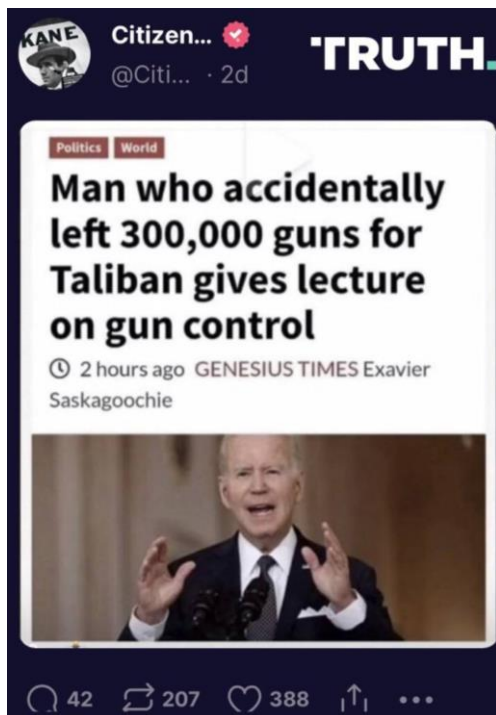 KANE
Citizen...
TRUTH.
@Citi... · 2d
Politics World
Man who accidentally
left 300,000 guns for
Taliban gives lecture
on gun control
2 hours ago GENESIUS TIMES Exavier
Saskagoochie
42 207 388 ...